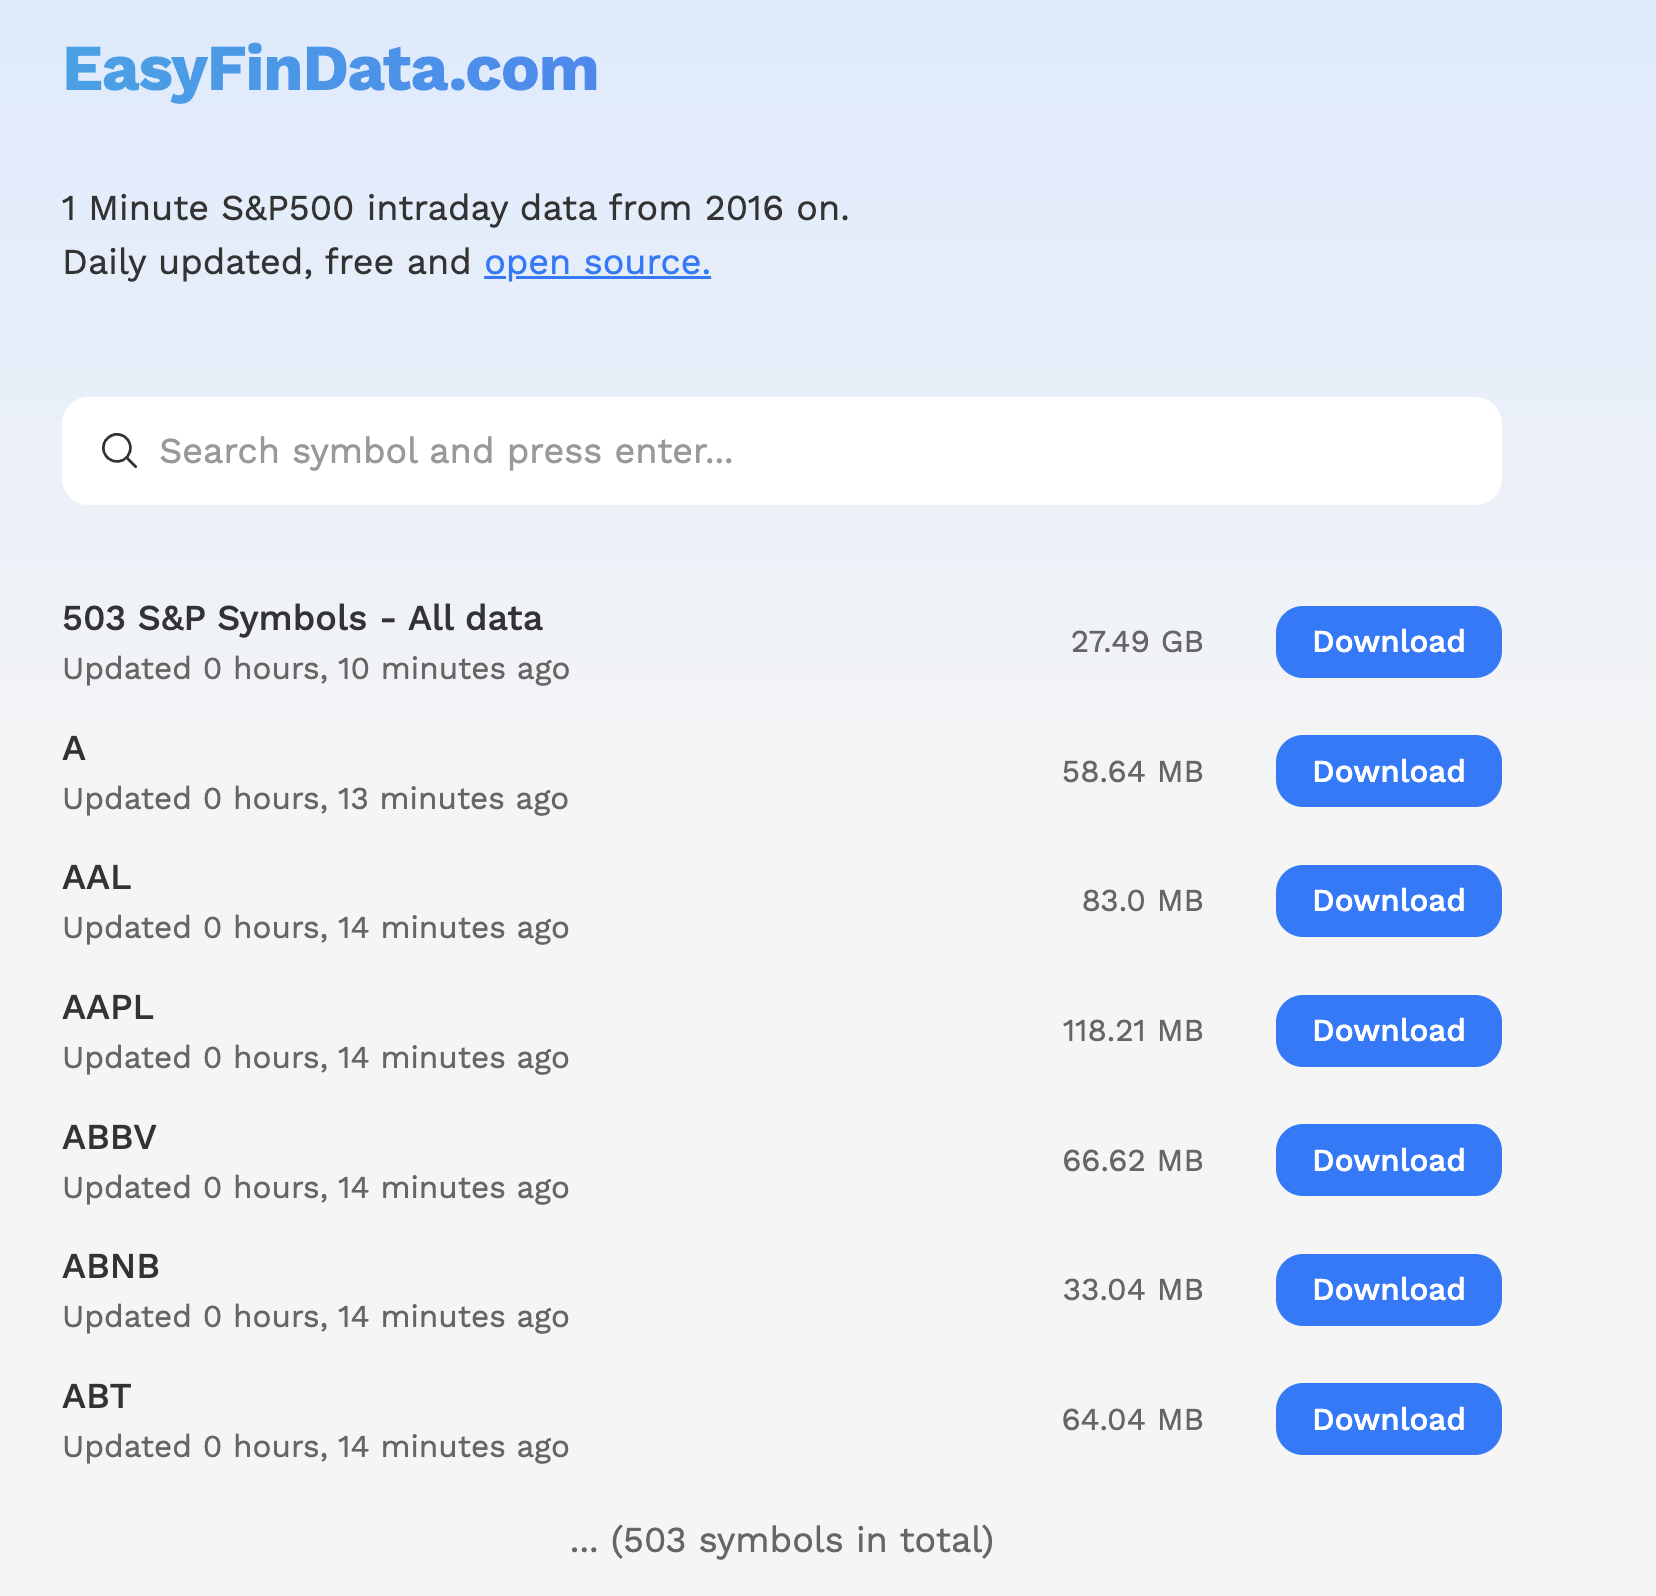 EasyFinData.com
1 Minute S&P500 intraday data from 2016 on.
Daily updated, free and open source.
Search symbol and press enter...
503 S&P Symbols - All data
Updated 0 hours, 10 minutes ago
27.49 GB
Download
A
Updated 0 hours, 13 minutes ago
58.64 MB
Download
AAL
Updated 0 hours, 14 minutes ago
83.0 MB
Download
AAPL
Updated 0 hours, 14 minutes ago
118.21 MB
Download
ABBV
Updated 0 hours, 14 minutes ago
66.62 MB
Download
ABNB
Updated 0 hours, 14 minutes ago
33.04 MB
Download
ABT
Updated 0 hours, 14 minutes ago
64.04 MB
Download
... (503 symbols in total)